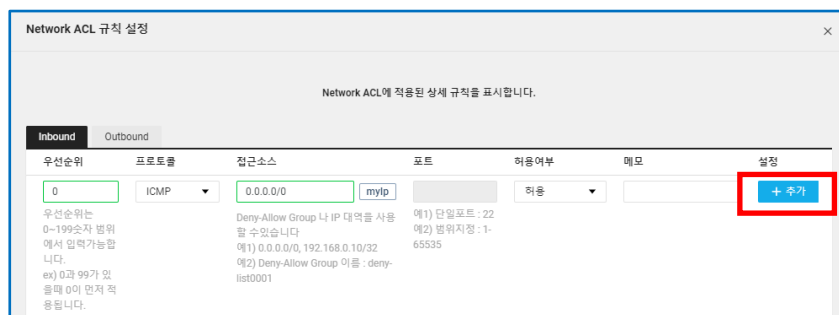 Network ACL 규칙 설정
×
Network ACL에 적용된 상세 규칙을 표시합니다.
Inbound Outbound
우선순위 프로토콜 접근소스 포트 허용여부 메모 설정
0 ICMP 0.0.0.0/0 myIp 허용 + 추가
우선순위는
0~199숫자 범위
에서 입력가능합
니다.
ex) 0과 99가 있
을때 0이 먼저 적
용됩니다.
Deny-Allow Group 나 IP 대역를 사용
할 수있습니다
예1) 0.0.0.0/0, 192.168.0.10/32
예2) Deny-Allow Group 이름 : deny-
list0001
예1) 단일포트 : 22
예2) 범위지정 : 1-
65535